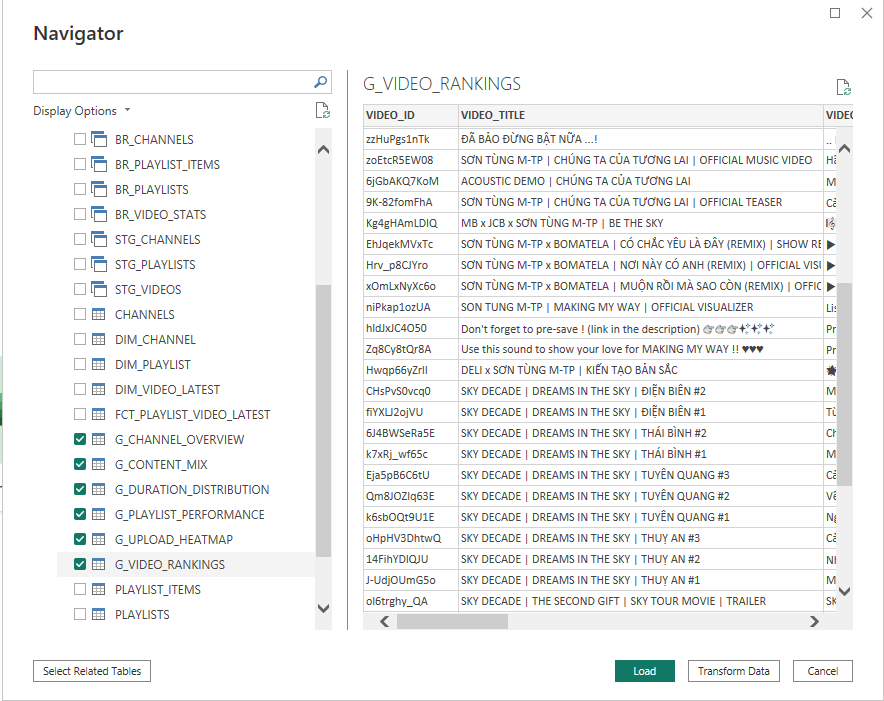 Navigator
Display Options
BR_CHANNELS
BR_PLAYLIST_ITEMS
BR_PLAYLISTS
BR_VIDEO_STATS
STG_CHANNELS
STG_PLAYLISTS
STG_VIDEOS
CHANNELS
DIM_CHANNEL
DIM_PLAYLIST
DIM_VIDEO_LATEST
FCT_PLAYLIST_VIDEO_LATEST
G_CHANNEL_OVERVIEW
G_CONTENT_MIX
G_DURATION_DISTRIBUTION
G_PLAYLIST_PERFORMANCE
G_UPLOAD_HEATMAP
G_VIDEO_RANKINGS
PLAYLIST_ITEMS
PLAYLISTS
G_VIDEO_RANKINGS
VIDEO_ID VIDEO_TITLE VIDEO
zzHuPgs1nTk ĐÃ BẢO ĐỪNG BẬT NỮA ...! ..
zoEtcR5EW08 SƠN TÙNG M-TP | CHÚNG TA CỦA TƯƠNG LAI | OFFICIAL MUSIC VIDEO
6jGbAKQ7KoM ACOUSTIC DEMO | CHÚNG TA CỦA TƯƠNG LAI M
9K-82fomFhA SƠN TÙNG M-TP | CHÚNG TA CỦA TƯƠNG LAI | OFFICIAL TEASER
Kg4gHAmLDIQ MB x JCB x SƠN TÙNG M-TP | BE THE SKY
EhJqekMVxTc SƠN TÙNG M-TP x BOMATELA | CÓ CHẮC YÊU LÀ ĐÂY (REMIX) | SHOW RE ▶
Hrv_p8CJYro SƠN TÙNG M-TP x BOMATELA | NƠI NÀY CÓ ANH (REMIX) | OFFICIAL VISU ▶
xOmLxNyXc6o SƠN TÙNG M-TP x BOMATELA | MUỘN RỒI MÀ SAO CÒN (REMIX) | OFFIC ▶
niPkap1ozUA SON TUNG M-TP | MAKING MY WAY | OFFICIAL VISUALIZER Lis
hIdJxJC4O50 Don't forget to pre-save ! (link in the description) 👉👉👉✨✨✨ Pr
Zq8Cy8tQr8A Use this sound to show your love for MAKING MY WAY !! ♥♥♥ Pr
Hwqp66yZrlI DELI x SƠN TÙNG M-TP | KIẾN TẠO BẢN SẮC
CHsPvS0vcq0 SKY DECADE | DREAMS IN THE SKY | ĐIỆN BIÊN #2 M
fiYXLJ2ojVU SKY DECADE | DREAMS IN THE SKY | ĐIỆN BIÊN #1 Từ
6J4BWSeRa5E SKY DECADE | DREAMS IN THE SKY | THÁI BÌNH #2 Ch
k7xRj_wf65c SKY DECADE | DREAMS IN THE SKY | THÁI BÌNH #1 M
Eja5pB6C6tU SKY DECADE | DREAMS IN THE SKY | TUYÊN QUANG #3
Qm8JOZIq63E SKY DECADE | DREAMS IN THE SKY | TUYÊN QUANG #2
k6sbOQt9U1E SKY DECADE | DREAMS IN THE SKY | TUYÊN QUANG #1
oHpHV3DhtwQ SKY DECADE | DREAMS IN THE SKY | THUỴ AN #3
14FihYDIQJU SKY DECADE | DREAMS IN THE SKY | THUỴ AN #2
J-UdjOUmG5o SKY DECADE | DREAMS IN THE SKY | THUỴ AN #1 M
ol6trghy_QA SKY DECADE | THE SECOND GIFT | SKY TOUR MOVIE | TRAILER SK
Select Related Tables Load Transform Data Cancel